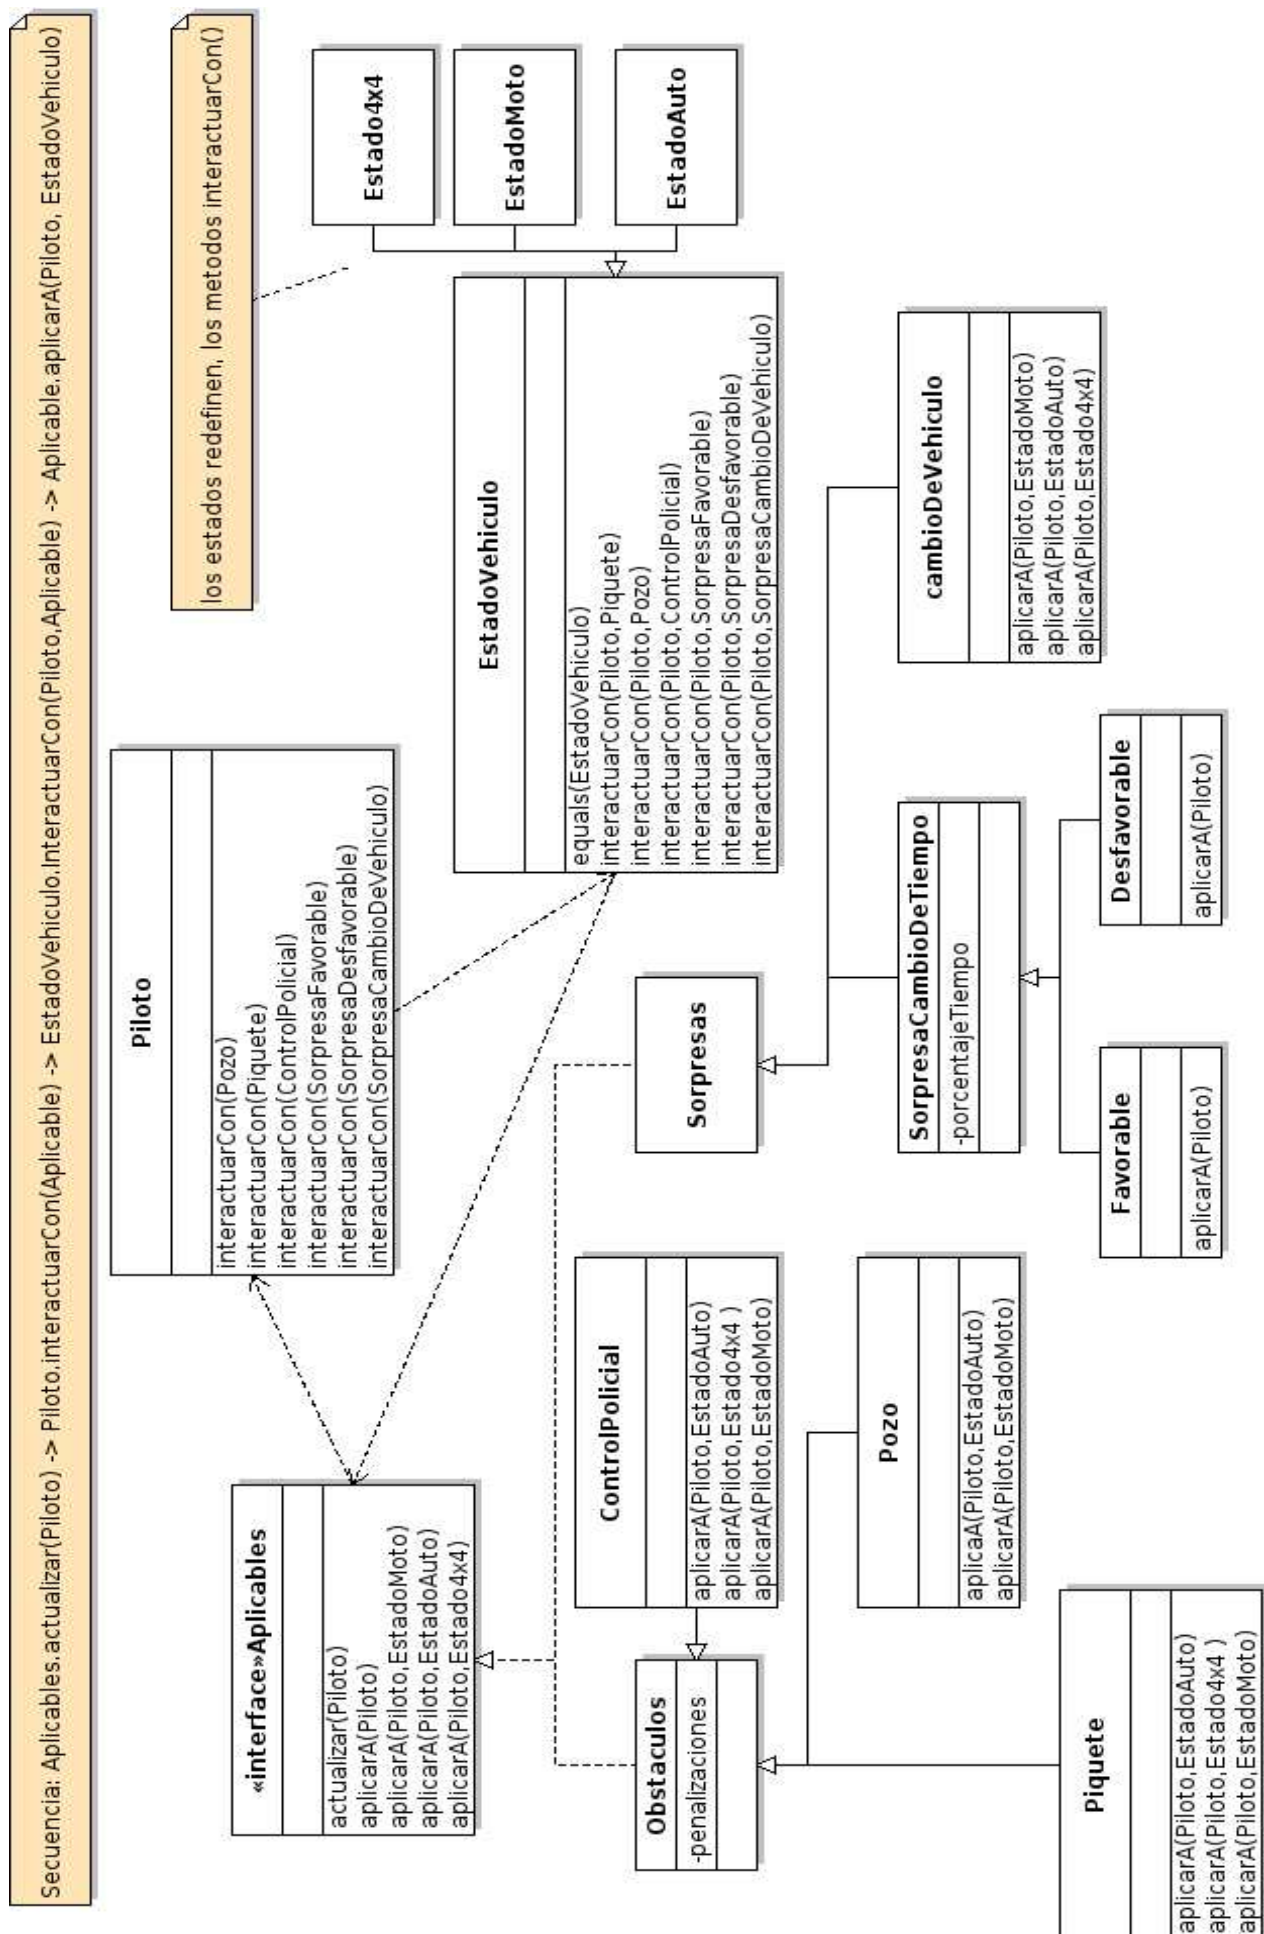 Secuencia: Aplicables.actualizar(Piloto) -> Piloto.interactuarCon(Aplicable) -> EstadoVehiculo.InteractuarCon(Piloto,Aplicable) -> Aplicable.aplicarA(Piloto, EstadoVehiculo)
los estados redefinen, los metodos interactuarCon()
Piloto
interactuarCon(Pozo)
interactuarCon(Piquete)
interactuarCon(ControlPolicial)
interactuarCon(SorpresaFavorable)
interactuarCon(SorpresaDesfavorable)
interactuarCon(SorpresaCambioDeVehiculo)
«interface»Aplicables
actualizar(Piloto)
aplicarA(Piloto)
aplicarA(Piloto,EstadoMoto)
aplicarA(Piloto,EstadoAuto)
aplicarA(Piloto,Estado4x4)
Estado4x4
EstadoMoto
EstadoAuto
EstadoVehiculo
equals(EstadoVehiculo)
interactuarCon(Piloto,Piquete)
interactuarCon(Piloto,Pozo)
interactuarCon(Piloto,ControlPolicial)
interactuarCon(Piloto,SorpresaFavorable)
interactuarCon(Piloto,SorpresaDesfavorable)
interactuarCon(Piloto,SorpresaCambioDeVehiculo)
ControlPolicial
aplicarA(Piloto,EstadoAuto)
aplicarA(Piloto,Estado4x4 )
aplicarA(Piloto,EstadoMoto)
Obstaculos
-penalizaciones
Sorpresas
Pozo
aplicaA(Piloto,EstadoAuto)
aplicarA(Piloto,EstadoMoto)
SorpresaCambioDeTiempo
-porcentajeTiempo
cambioDeVehiculo
aplicarA(Piloto,EstadoMoto)
aplicarA(Piloto,EstadoAuto)
aplicarA(Piloto,Estado4x4)
Piquete
aplicarA(Piloto,EstadoAuto)
aplicarA(Piloto,Estado4x4 )
aplicarA(Piloto,EstadoMoto)
Favorable
aplicarA(Piloto)
Desfavorable
aplicarA(Piloto)